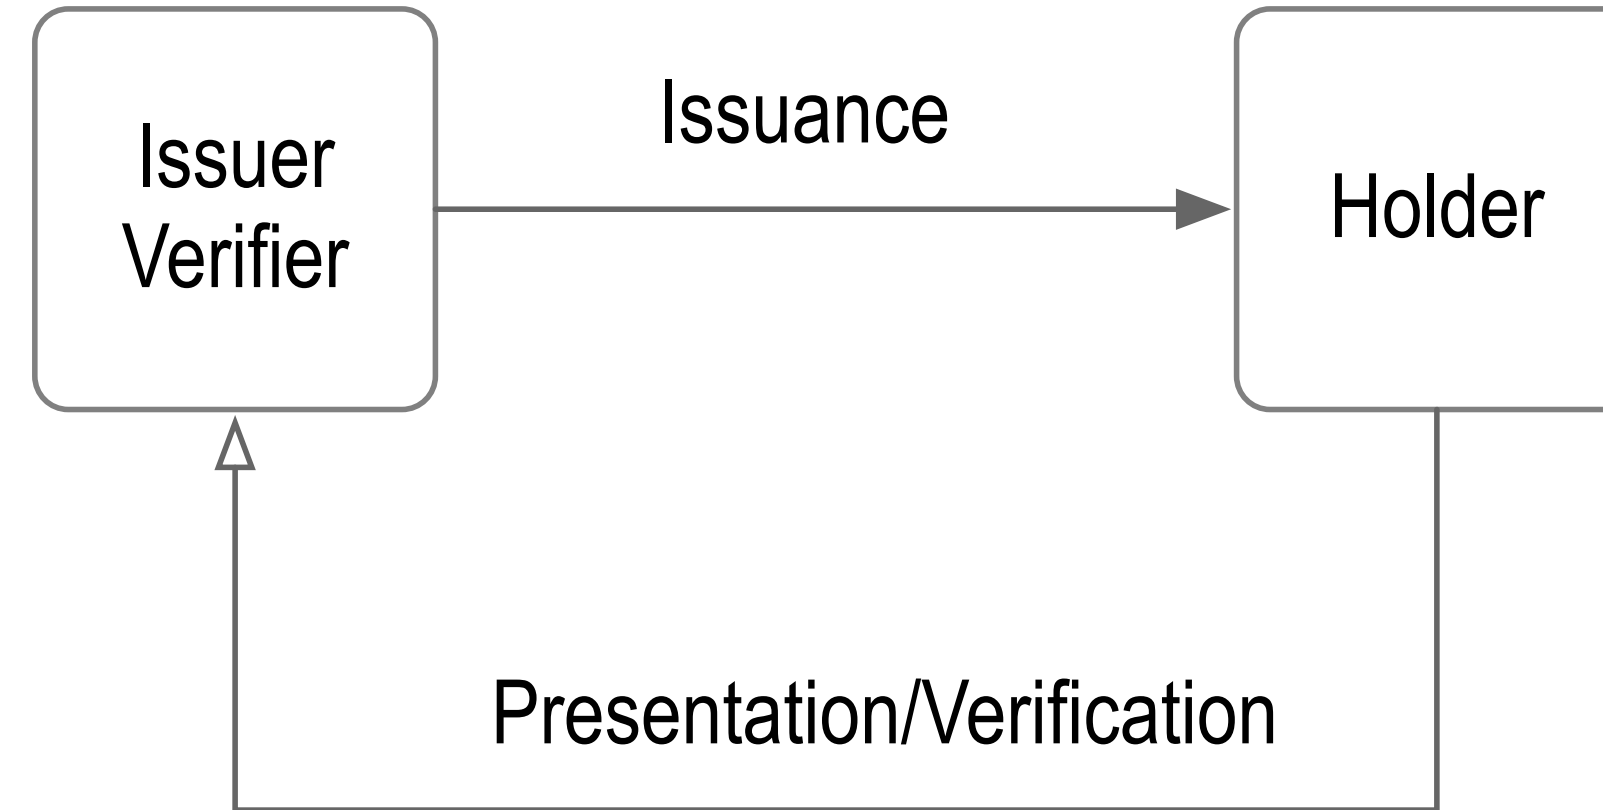 Issuer
Verifier
Issuance
Holder
Presentation/Verification